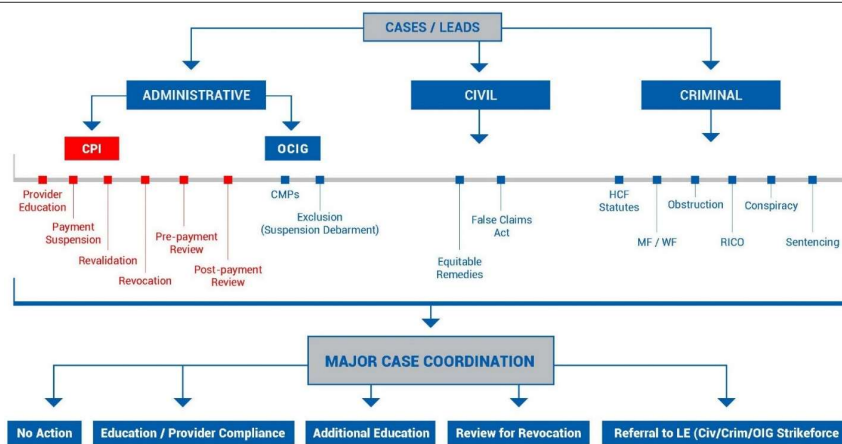 CASES / LEADS
ADMINISTRATIVE
CIVIL
CRIMINAL
CPI
OCIG
Provider
Education
Payment
Suspension
Revalidation
Revocation
Pre-payment
Review
Post-payment
Review
CMPs
Exclusion
(Suspension Debarment)
Equitable
Remedies
False Claims
Act
HCF
Statutes
MF / WF
Obstruction
RICO
Conspiracy
Sentencing
MAJOR CASE COORDINATION
No Action
Education / Provider Compliance
Additional Education
Review for Revocation
Referral to LE (Civ/Crim/OIG Strikeforce